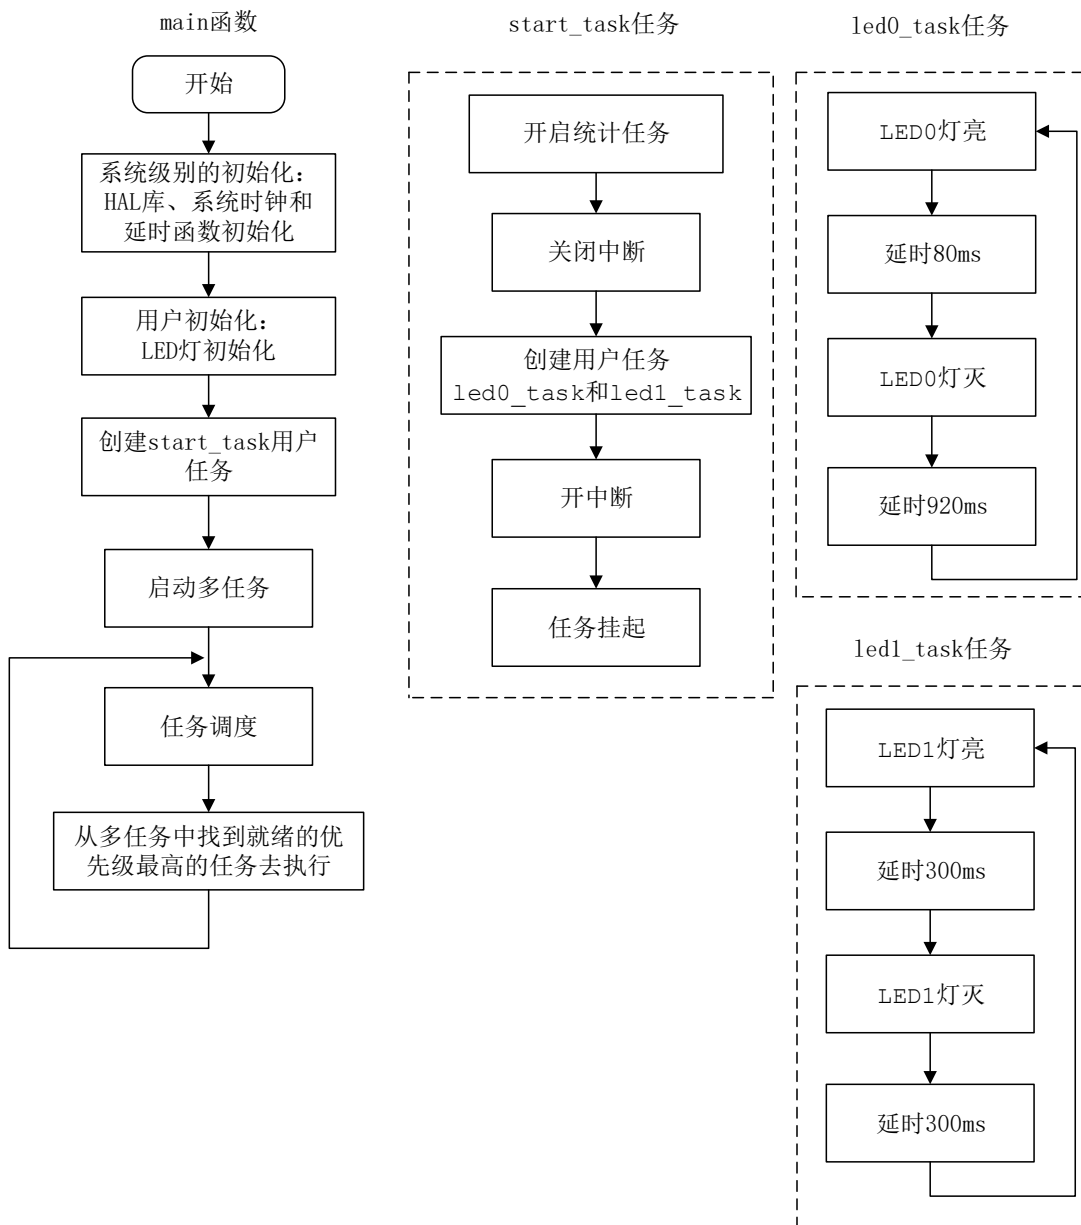 main函数
开始
系统级别的初始化：
HAL库、系统时钟和
延时函数初始化
用户初始化：
LED灯初始化
创建start_task用户
任务
启动多任务
任务调度
从多任务中找到就绪的优
先级最高的任务去执行
start_task任务
开启统计任务
关闭中断
创建用户任务
led0_task和led1_task
开中断
任务挂起
led0_task任务
LED0灯亮
延时80ms
LED0灯灭
延时920ms
led1_task任务
LED1灯亮
延时300ms
LED1灯灭
延时300ms